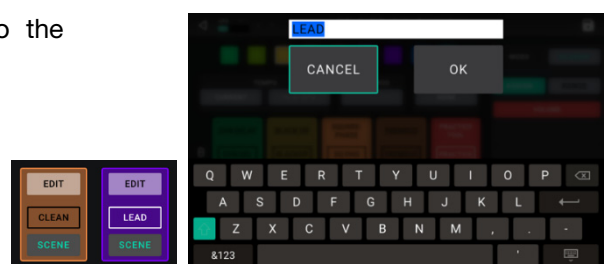 o the
EDIT
CLEAN
SCENE
EDIT
LEAD
SCENE
LEAD
CANCEL OK
Q W E R T Y U I O P
A S D F G H J K L
Z X C V B N M , . -
&123 '